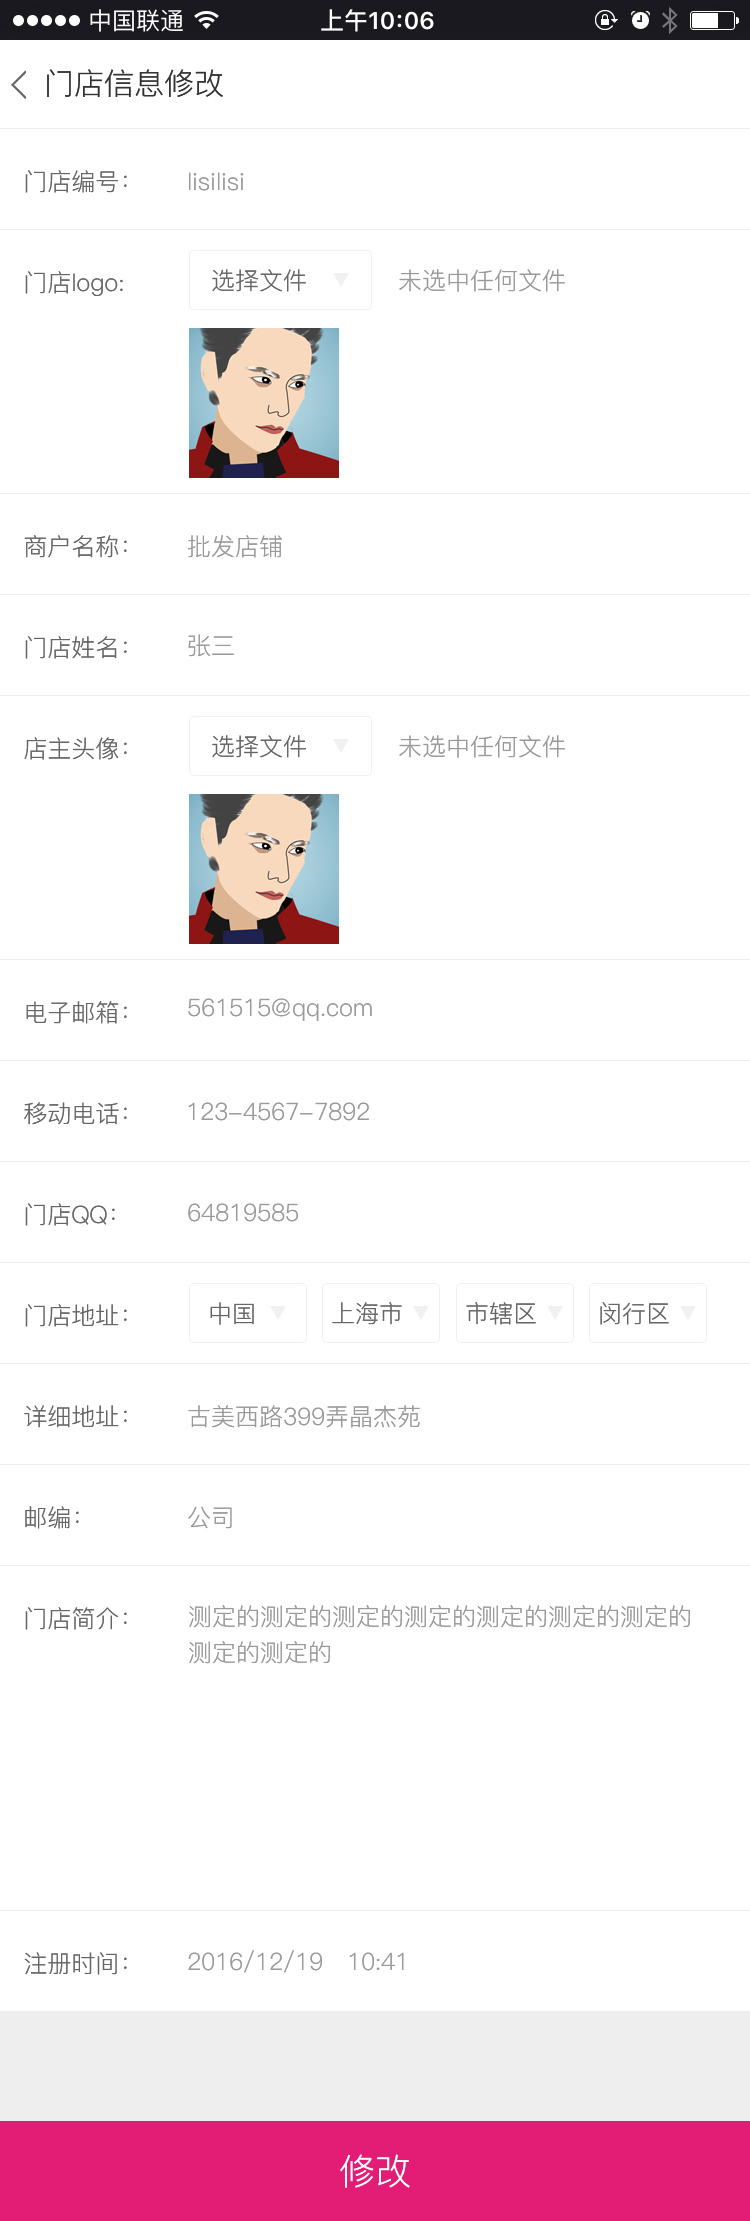 中国联通 上午10:06
门店信息修改
门店编号： lisilisi
门店logo: 选择文件 未选中任何文件
商户名称： 批发店铺
门店姓名： 张三
店主头像： 选择文件 未选中任何文件
电子邮箱： 561515@qq.com
移动电话： 123-4567-7892
门店QQ： 64819585
门店地址： 中国 上海市 市辖区 闵行区
详细地址： 古美西路399弄晶杰苑
邮编： 公司
门店简介： 测定的测定的测定的测定的测定的测定的测定的
测定的测定的
注册时间： 2016/12/19 10:41
修改